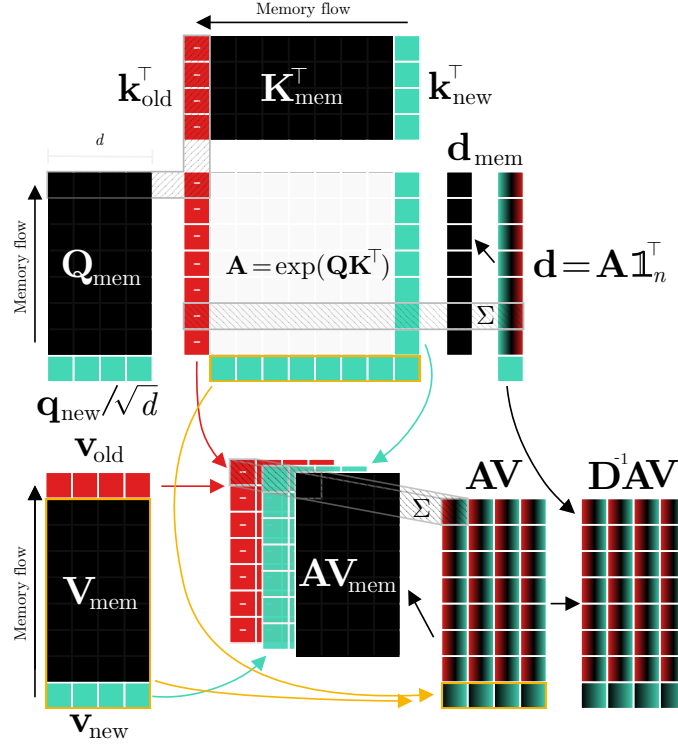 Memory flow
k⊤old
K⊤mem
k⊤new
d
dmem
Memory flow
Qmem
A = exp(QK⊤)
d = A𝟙⊤n
Σ
qnew/√d
vold
AV
D-1AV
Memory flow
Σ
Vmem
AVmem
vnew